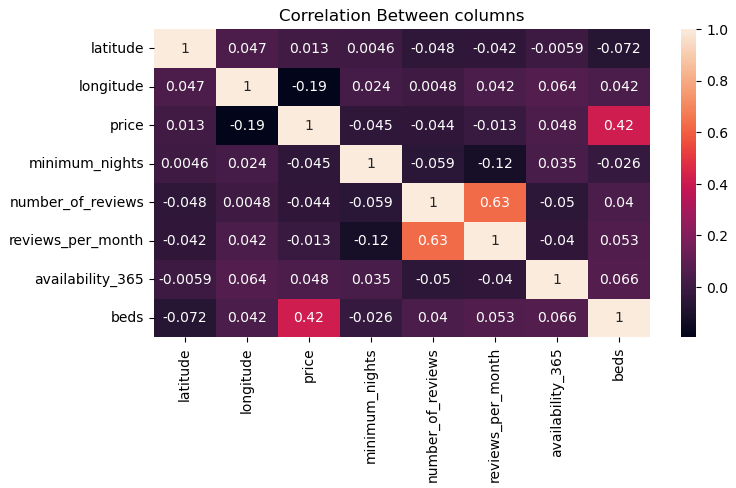 Correlation Between columns
latitude 1 0.047 0.013 0.0046 -0.048 -0.042 -0.0059 -0.072
longitude 0.047 1 -0.19 0.024 0.0048 0.042 0.064 0.042
price 0.013 -0.19 1 -0.045 -0.044 -0.013 0.048 0.42
minimum_nights 0.0046 0.024 -0.045 1 -0.059 -0.12 0.035 -0.026
number_of_reviews -0.048 0.0048 -0.044 -0.059 1 0.63 -0.05 0.04
reviews_per_month -0.042 0.042 -0.013 -0.12 0.63 1 -0.04 0.053
availability_365 -0.0059 0.064 0.048 0.035 -0.05 -0.04 1 0.066
beds -0.072 0.042 0.42 -0.026 0.04 0.053 0.066 1
latitude
longitude
price
minimum_nights
number_of_reviews
reviews_per_month
availability_365
beds
1.0
0.8
0.6
0.4
0.2
0.0